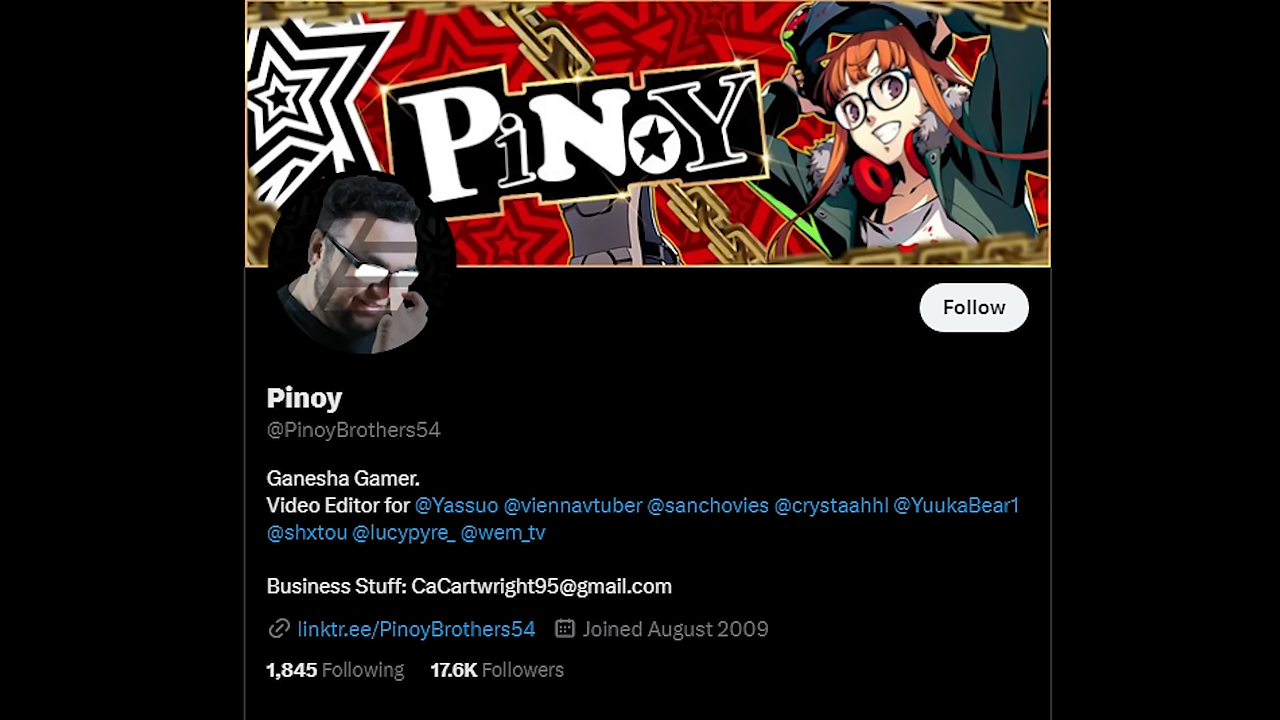 PiNoY
Follow
Pinoy
@PinoyBrothers54
Ganesha Gamer.
Video Editor for @Yassuo @viennavtuber @sanchovies @crystaahhl @YuukaBear1
@shxtou @lucypyre_ @wem_tv
Business Stuff: CaCartwright95@gmail.com
linktr.ee/PinoyBrothers54 Joined August 2009
1,845 Following 17.6K Followers